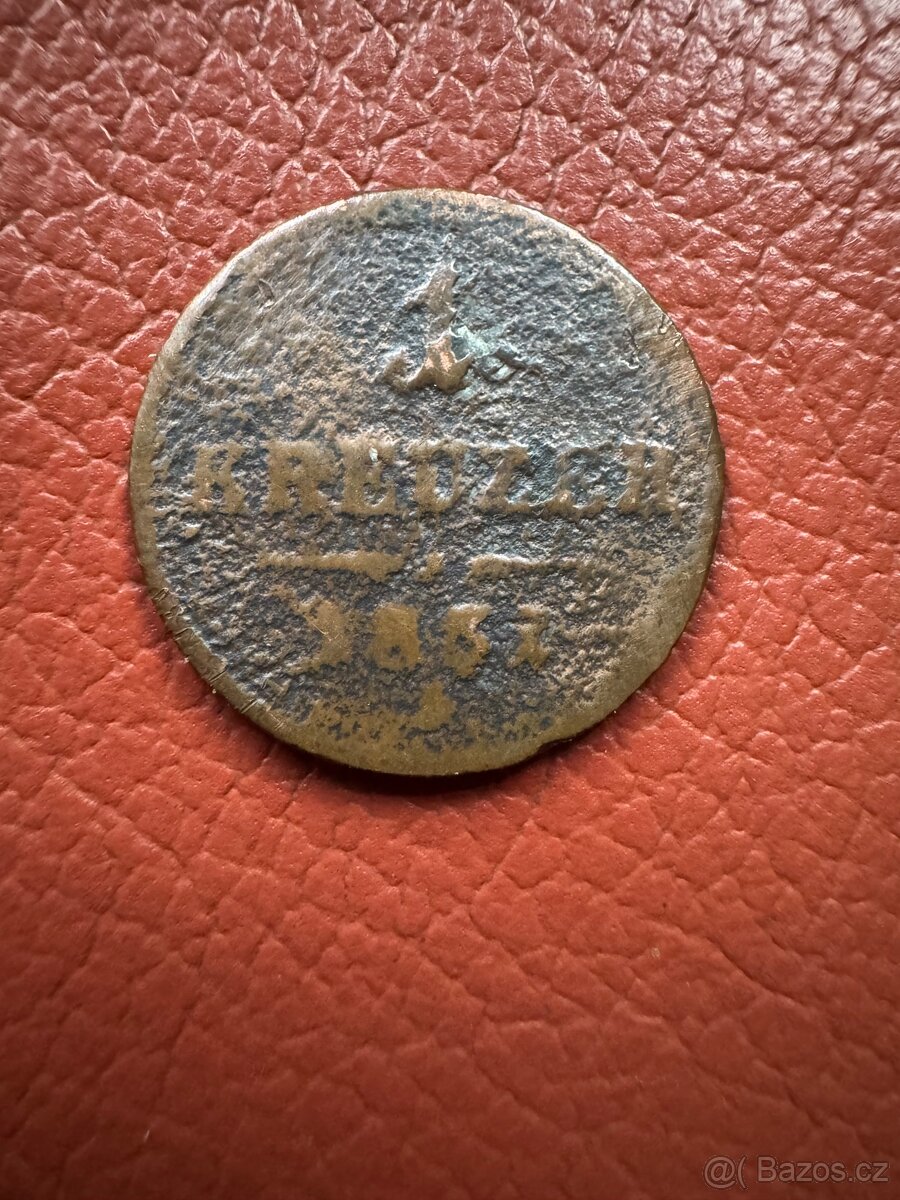 1
KREUZER
1851
A
@( Bazos.cz